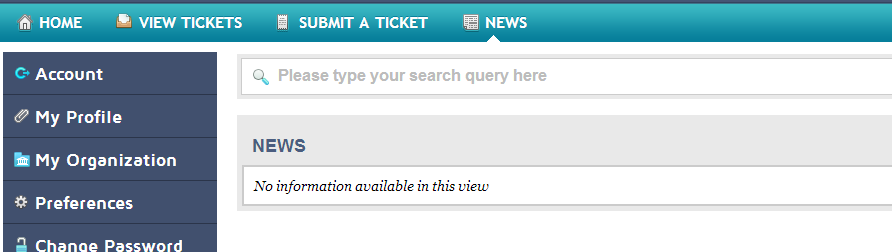 HOME VIEW TICKETS SUBMIT A TICKET NEWS
Account
My Profile
My Organization
Preferences
Change Password
Please type your search query here
NEWS
No information available in this view